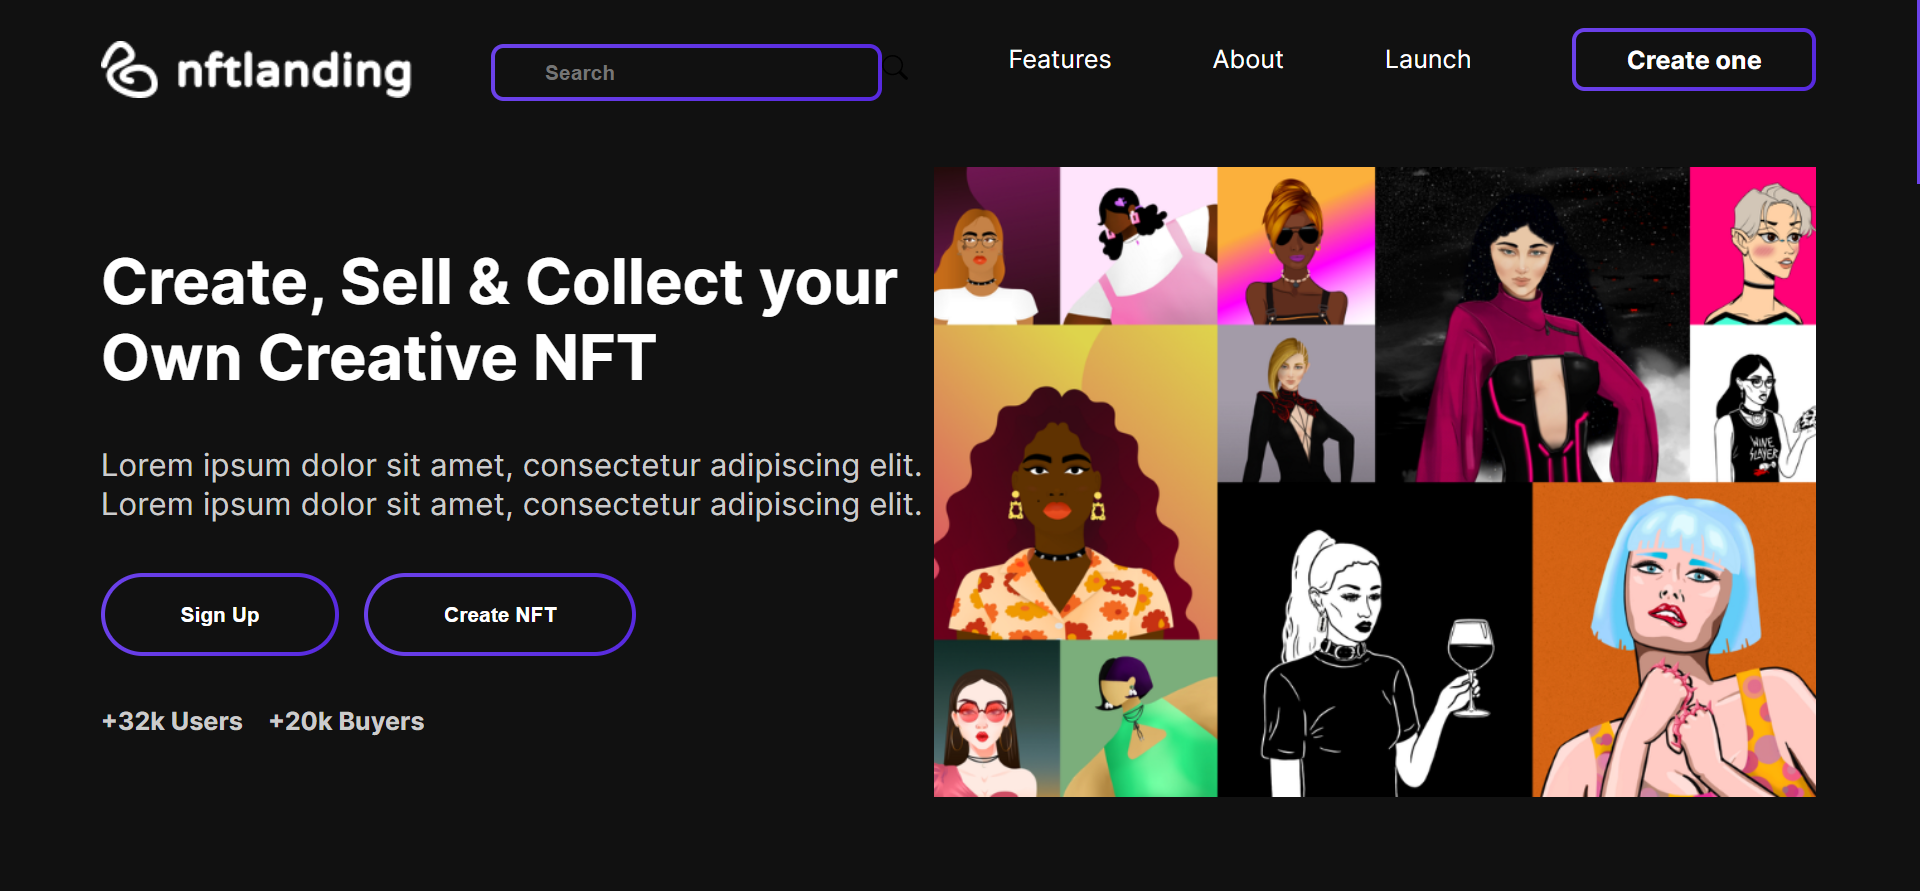 nftlanding
Search
Features
About
Launch
Create one
Create, Sell & Collect your
Own Creative NFT
Lorem ipsum dolor sit amet, consectetur adipiscing elit.
Lorem ipsum dolor sit amet, consectetur adipiscing elit.
Sign Up
Create NFT
+32k Users
+20k Buyers
WINE
SLAYER